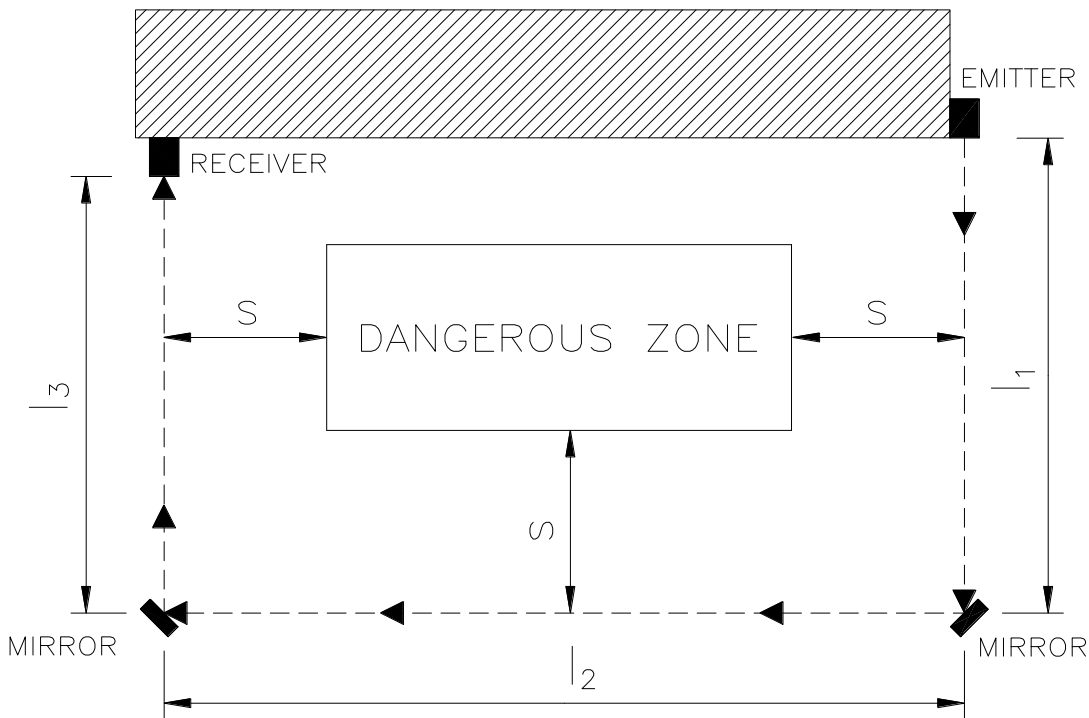 EMITTER
RECEIVER
S
S
DANGEROUS ZONE
l3
l1
S
MIRROR
MIRROR
l2